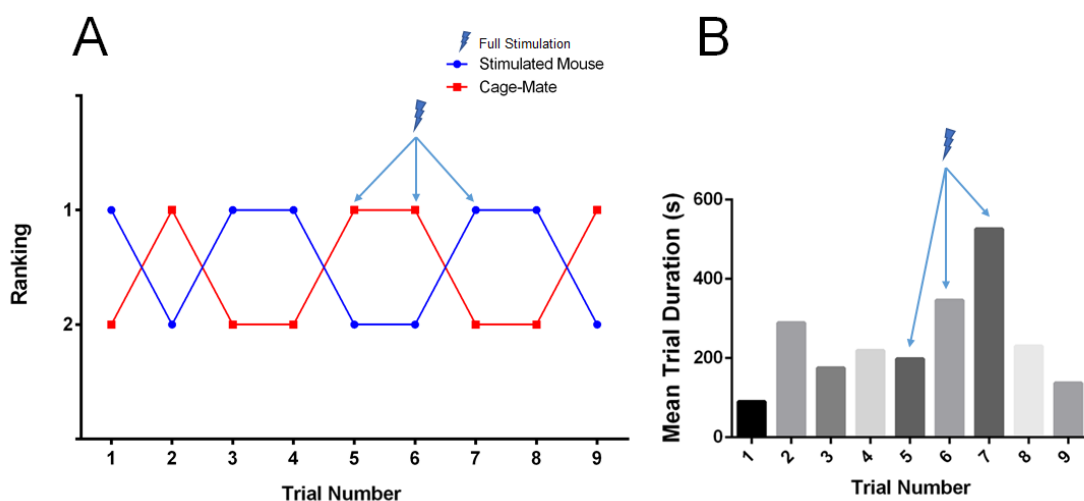 A
Full Stimulation
Stimulated Mouse
Cage-Mate
Ranking
1
2
1 2 3 4 5 6 7 8 9
Trial Number
B
Mean Trial Duration (s)
600
400
200
0
1 2 3 4 5 6 7 8 9
Trial Number